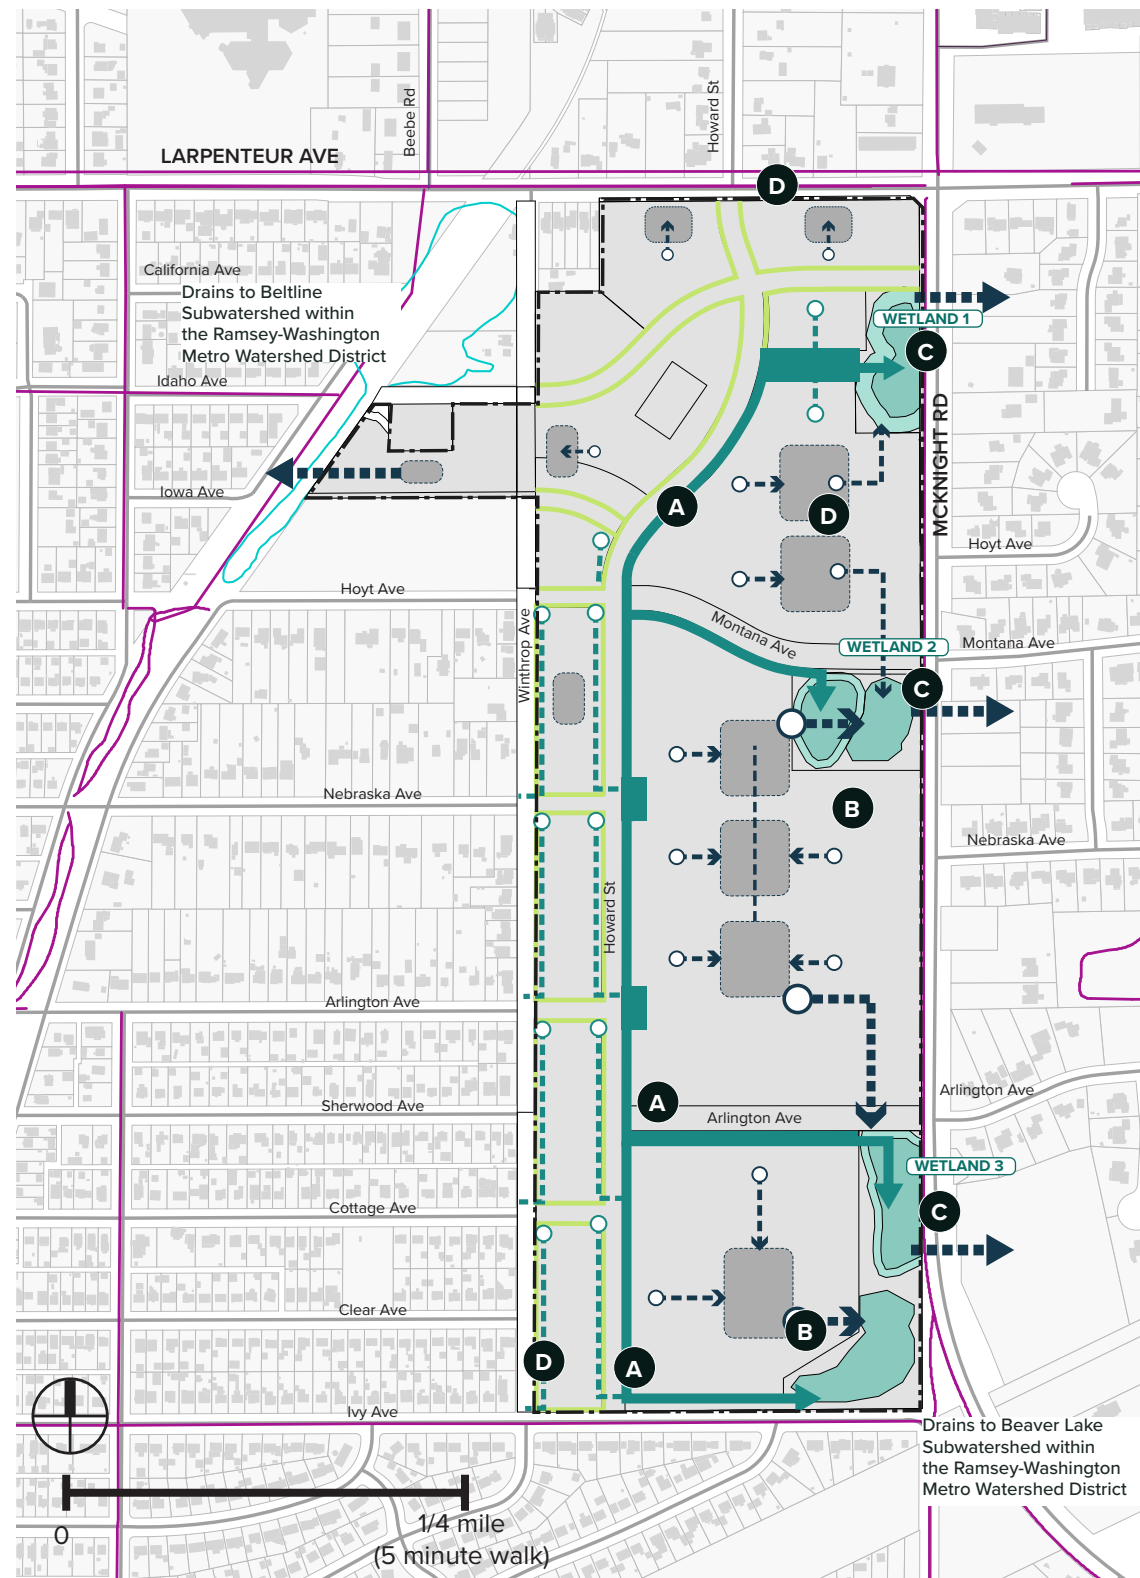 Beebe Rd
Howard St
LARPENTEUR AVE
D
California Ave
Drains to Beltline
Subwatershed within
the Ramsey-Washington
Metro Watershed District
WETLAND 1
C
Idaho Ave
MCKNIGHT RD
Iowa Ave
A
D
Hoyt Ave
Hoyt Ave
Winthrop Ave
Montana Ave
WETLAND 2
Montana Ave
C
Nebraska Ave
B
Nebraska Ave
Howard St
Arlington Ave
Arlington Ave
Sherwood Ave
A
Arlington Ave
WETLAND 3
Cottage Ave
C
Clear Ave
B
D
A
Ivy Ave
Drains to Beaver Lake
Subwatershed within
the Ramsey-Washington
Metro Watershed District
0
1/4 mile
(5 minute walk)